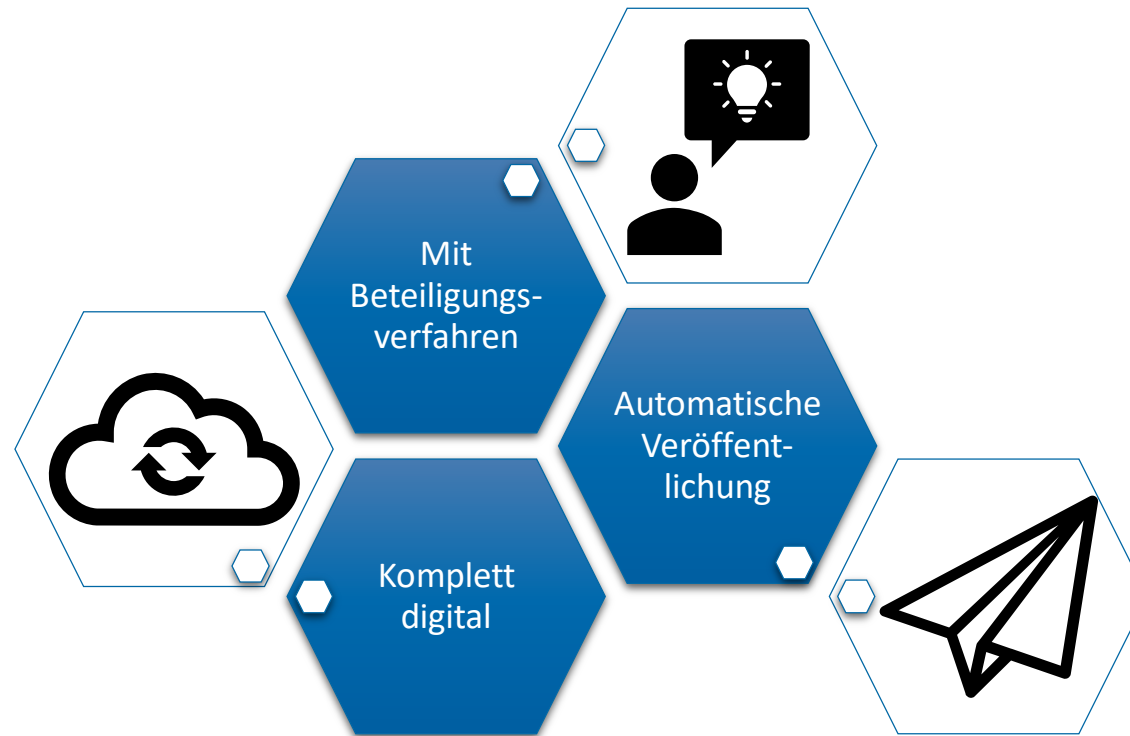 Mit
Beteiligungs-
verfahren
Automatische
Veröffent-
lichung
Komplett
digital